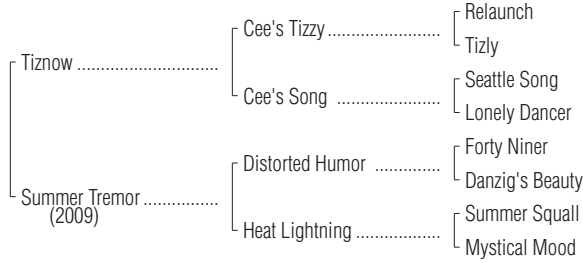 Relaunch
Cee's Tizzy
Tizly
Tiznow
Seattle Song
Cee's Song
Lonely Dancer
Forty Niner
Distorted Humor
Danzig's Beauty
Summer Tremor
(2009)
Summer Squall
Heat Lightning
Mystical Mood